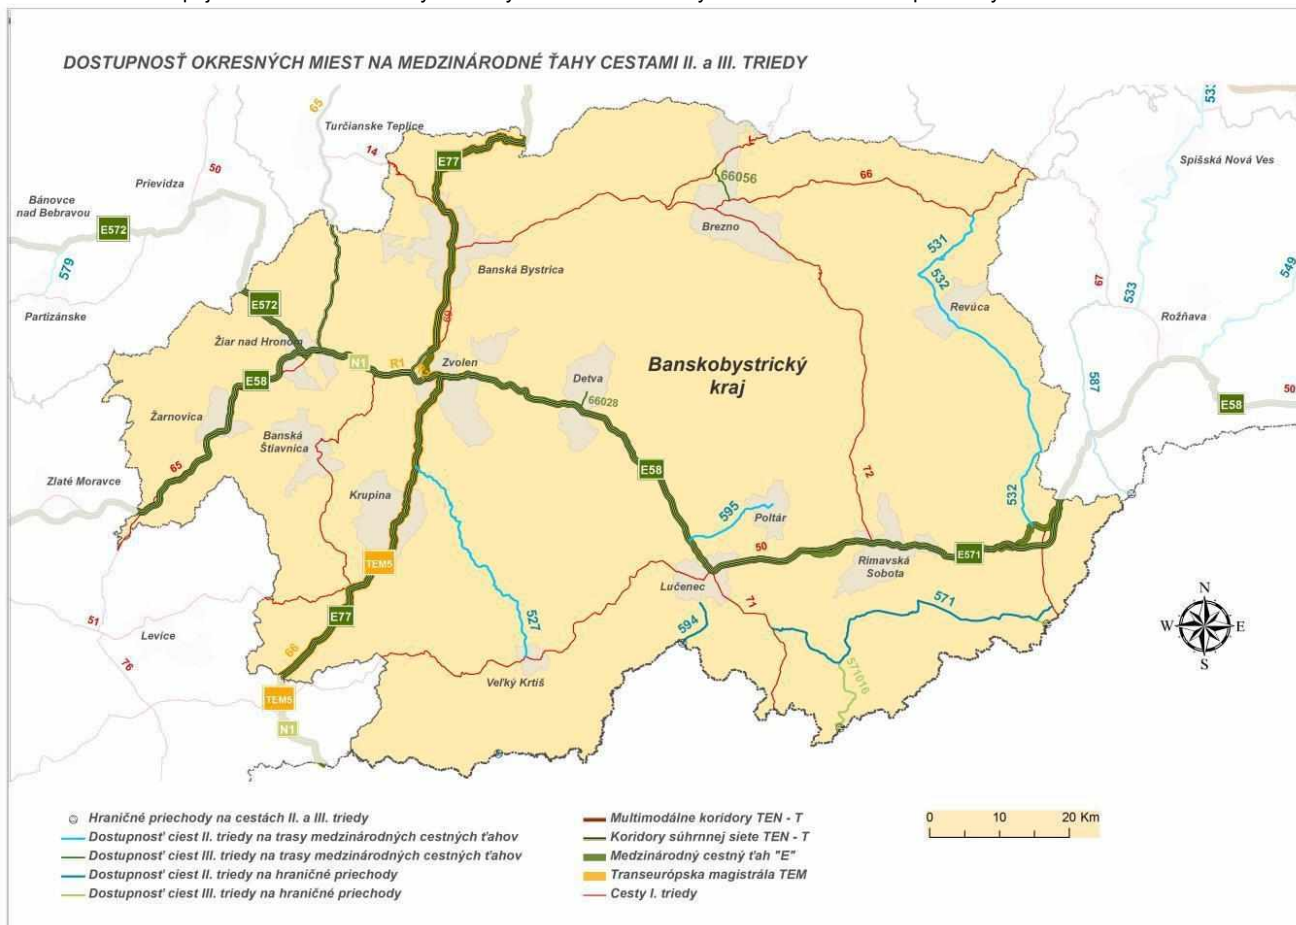 DOSTUPNOSŤ OKRESNÝCH MIEST NA MEDZINÁRODNÉ ŤAHY CESTAMI II. a III. TRIEDY
65
533
Turčianske Teplice
14
E77
Spišská Nová Ves
50
Prievidza
66056
66
Bánovce
nad Bebravou
E572
Brezno
531
579
Banská Bystrica
532
67
533
549
E572
Partizánske
Revúca
Rožňava
69
Žiar nad Hronom
N1
R1
Zvolen
Banskobystrický
kraj
E58
Detva
587
50
66028
E58
Žarnovica
Banská
Štiavnica
65
E58
72
Zlaté Moravce
Krupina
532
595
Poltár
50
E571
TEM5
Rimavská
Sobota
Lučenec
71
571
N
W
E
S
51
E77
Levice
527
594
66
76
571010
Veľký Krtíš
TEM5
N1
Hraničné priechody na cestách II. a III. triedy
Dostupnosť ciest II. triedy na trasy medzinárodných cestných ťahov
Dostupnosť ciest III. triedy na trasy medzinárodných cestných ťahov
Dostupnosť ciest II. triedy na hraničné priechody
Dostupnosť ciest III. triedy na hraničné priechody
Multimodálne koridory TEN - T
Koridory súhrnnej siete TEN - T
Medzinárodný cestný ťah "E"
Transeurópska magistrála TEM
Cesty I. triedy
0 10 20 Km